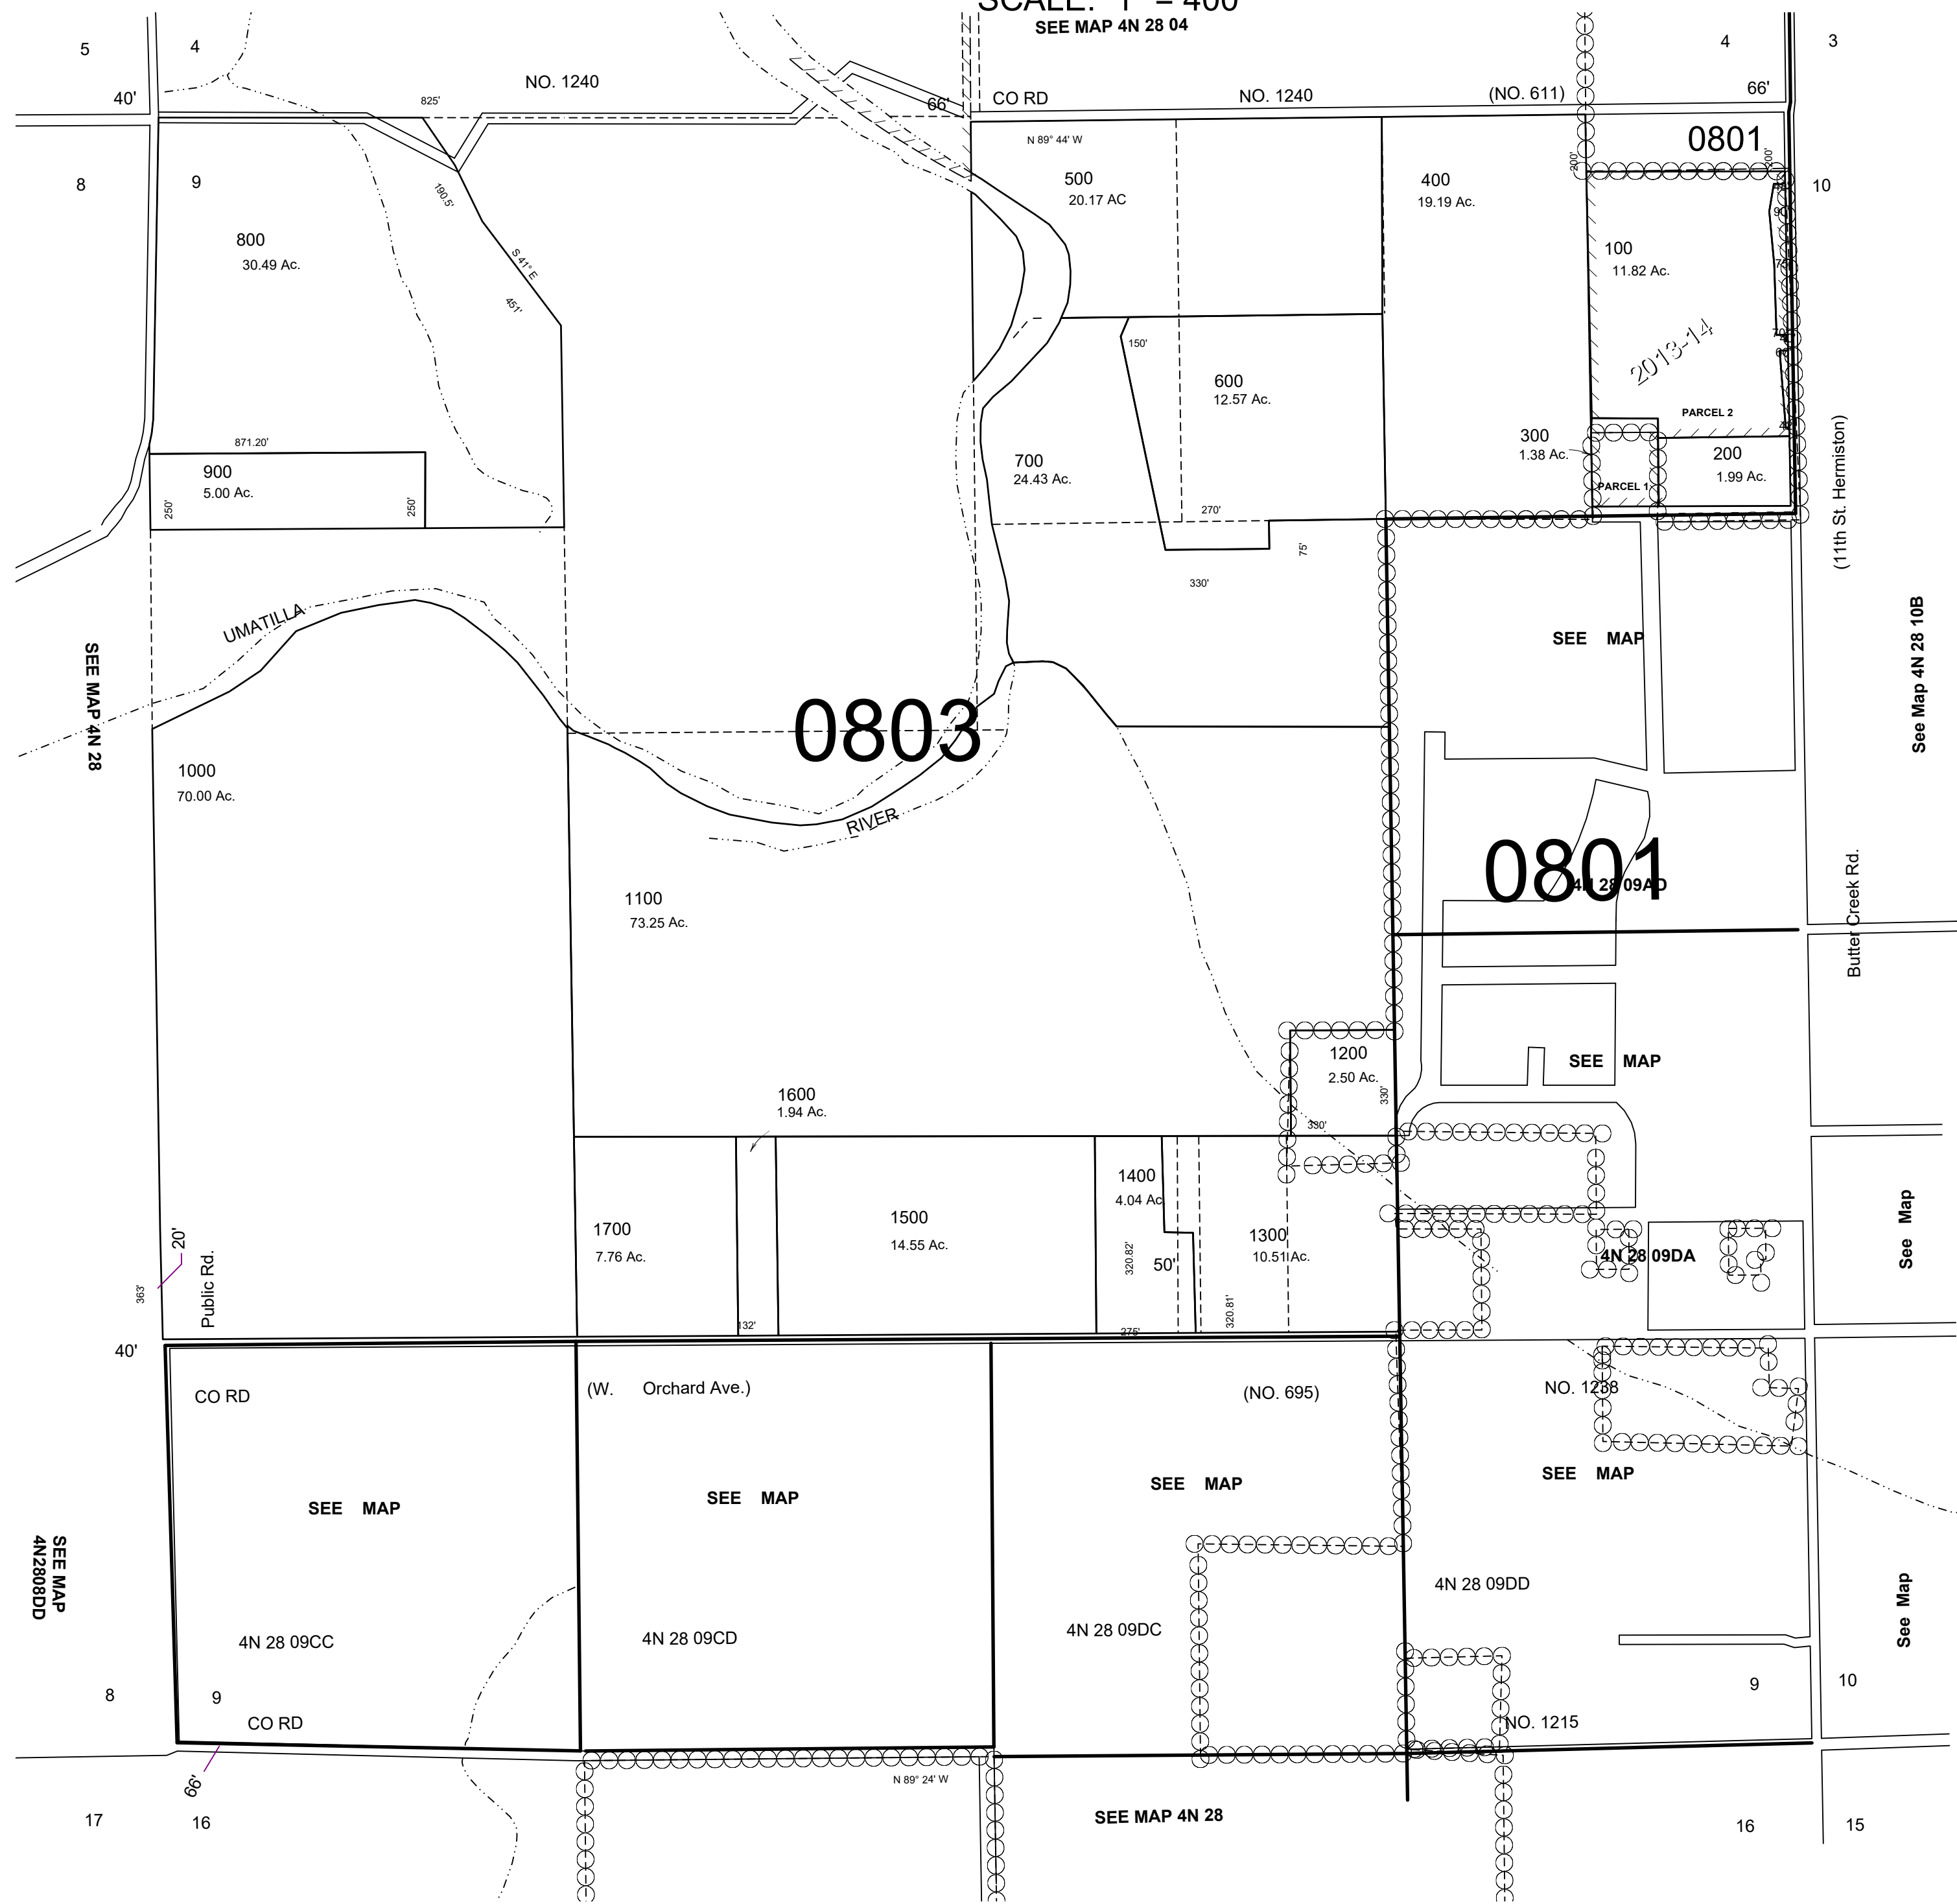 SCALE: 1" = 400'
SEE MAP 4N 28 04
5
4
4
3
40'
825'
NO. 1240
66'
CO RD
NO. 1240
(NO. 611)
66'
0801
N 89° 44' W
200'
200'
8
9
10
190.5'
500
20.17 AC
400
19.19 Ac.
90'
800
30.49 Ac.
S 41° E
451'
100
11.82 Ac.
75'
70'
2013-14
150'
600
12.57 Ac.
PARCEL 2
871.20'
900
5.00 Ac.
250'
250'
700
24.43 Ac.
300
1.38 Ac.
PARCEL 1
200
1.99 Ac.
(11th St. Hermiston)
270'
75'
330'
UMATILLA
SEE MAP
SEE MAP 4N 28
See Map 4N 28 10B
0803
1000
70.00 Ac.
RIVER
0801
4N 28 09AD
1100
73.25 Ac.
Butter Creek Rd.
1200
2.50 Ac.
330'
330'
SEE MAP
1600
1.94 Ac.
1400
4.04 Ac.
1700
7.76 Ac.
1500
14.55 Ac.
1300
10.51 Ac.
320.82'
50'
320.81'
4N 28 09DA
See Map
20'
Public Rd.
363'
132'
275'
40'
CO RD
(W. Orchard Ave.)
(NO. 695)
NO. 1238
SEE MAP
SEE MAP
SEE MAP
SEE MAP
SEE MAP
4N2808DD
4N 28 09CC
4N 28 09CD
4N 28 09DC
4N 28 09DD
See Map
8
9
9
10
CO RD
NO. 1215
66'
N 89° 24' W
17
16
SEE MAP 4N 28
16
15